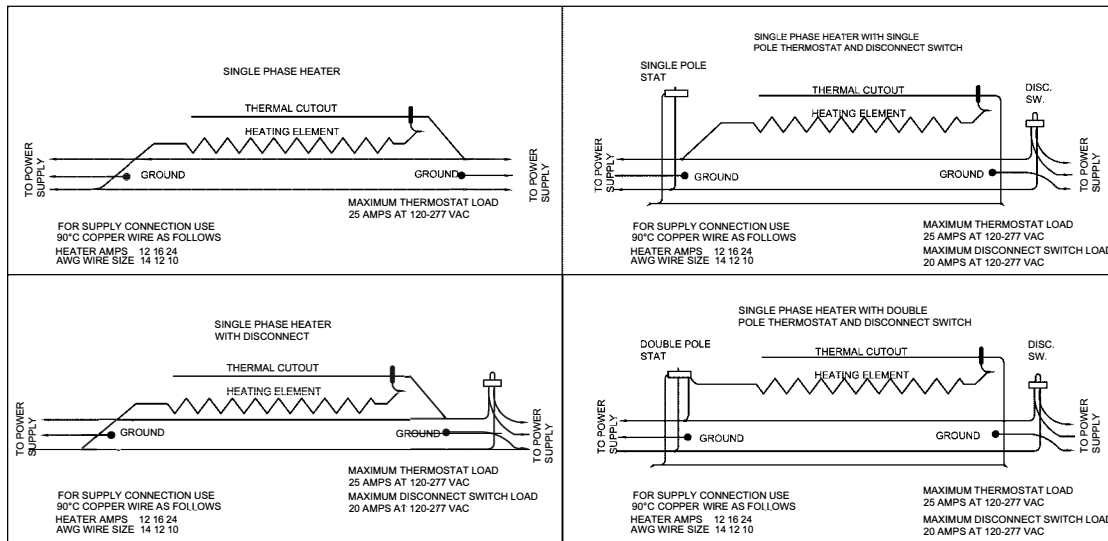 SINGLE PHASE HEATER
THERMAL CUTOUT
HEATING ELEMENT
TO POWER
SUPPLY
GROUND
GROUND
TO POWER
SUPPLY
MAXIMUM THERMOSTAT LOAD
25 AMPS AT 120-277 VAC
FOR SUPPLY CONNECTION USE
90°C COPPER WIRE AS FOLLOWS
HEATER AMPS 12 16 24
AWG WIRE SIZE 14 12 10
SINGLE PHASE HEATER WITH SINGLE
POLE THERMOSTAT AND DISCONNECT SWITCH
SINGLE POLE
STAT
THERMAL CUTOUT
HEATING ELEMENT
DISC.
SW.
TO POWER
SUPPLY
GROUND
GROUND
TO POWER
SUPPLY
FOR SUPPLY CONNECTION USE
90°C COPPER WIRE AS FOLLOWS
HEATER AMPS 12 16 24
AWG WIRE SIZE 14 12 10
MAXIMUM THERMOSTAT LOAD
25 AMPS AT 120-277 VAC
MAXIMUM DISCONNECT SWITCH LOAD
20 AMPS AT 120-277 VAC
SINGLE PHASE HEATER
WITH DISCONNECT
THERMAL CUTOUT
HEATING ELEMENT
TO POWER
SUPPLY
GROUND
GROUND
TO POWER
SUPPLY
MAXIMUM THERMOSTAT LOAD
25 AMPS AT 120-277 VAC
MAXIMUM DISCONNECT SWITCH LOAD
20 AMPS AT 120-277 VAC
FOR SUPPLY CONNECTION USE
90°C COPPER WIRE AS FOLLOWS
HEATER AMPS 12 16 24
AWG WIRE SIZE 14 12 10
SINGLE PHASE HEATER WITH DOUBLE
POLE THERMOSTAT AND DISCONNECT SWITCH
DOUBLE POLE
STAT
THERMAL CUTOUT
HEATING ELEMENT
DISC.
SW.
TO POWER
SUPPLY
GROUND
GROUND
TO POWER
SUPPLY
FOR SUPPLY CONNECTION USE
90°C COPPER WIRE AS FOLLOWS
HEATER AMPS 12 16 24
AWG WIRE SIZE 14 12 10
MAXIMUM THERMOSTAT LOAD
25 AMPS AT 120-277 VAC
MAXIMUM DISCONNECT SWITCH LOAD
20 AMPS AT 120-277 VAC